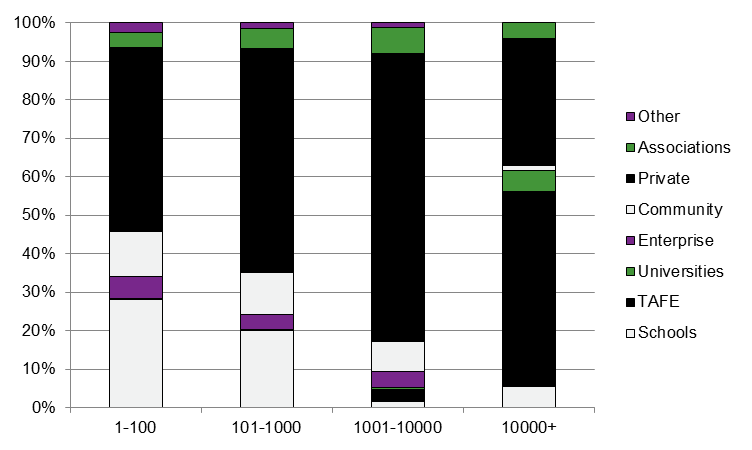 100%
90%
80%
70%
60%
50%
40%
30%
20%
10%
0%
1-100
101-1000
1001-10000
10000+
Other
Associations
Private
Community
Enterprise
Universities
TAFE
Schools